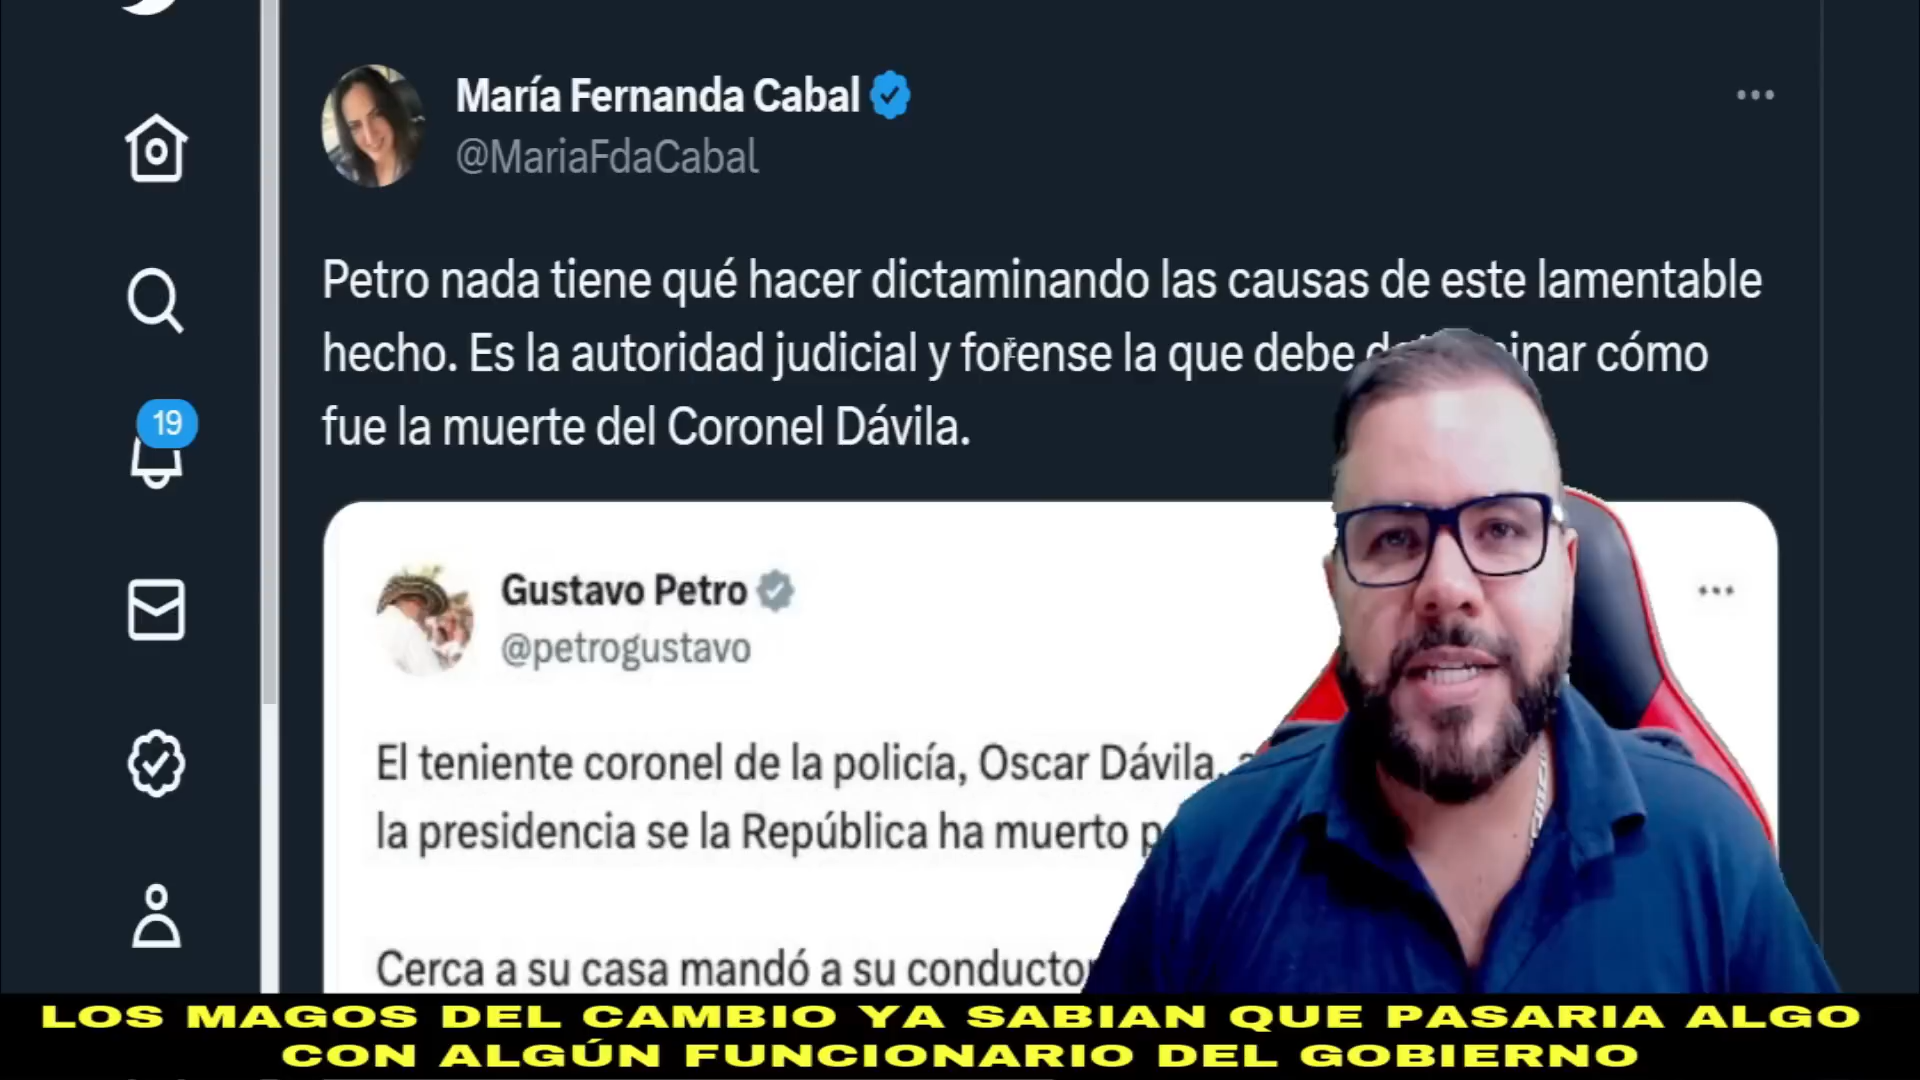 María Fernanda Cabal
@MariaFdaCabal
Petro nada tiene qué hacer dictaminando las causas de este lamentable
hecho. Es la autoridad judicial y forense la que debe cómo
fue la muerte del Coronel Dávila.
19
Gustavo Petro
@petrogustavo
El teniente coronel de la policía, Oscar Dávila,
la presidencia se la República ha muerto
Cerca a su casa mandó a su conductor
LOS MAGOS DEL CAMBIO YA SABIAN QUE PASARIA ALGO
CON ALGÚN FUNCIONARIO DEL GOBIERNO